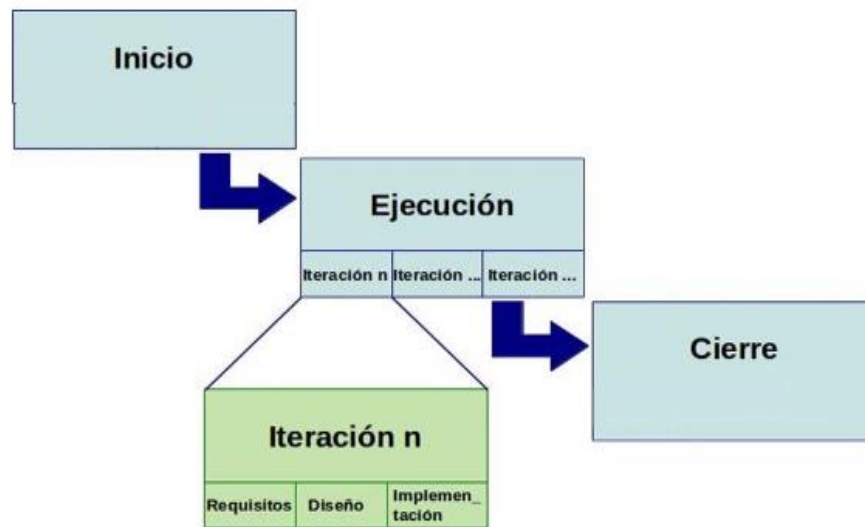 Inicio
Ejecución
Iteración n
Iteración ...
Iteración ...
Cierre
Iteración n
Requisitos
Diseño
Implemen_
tación